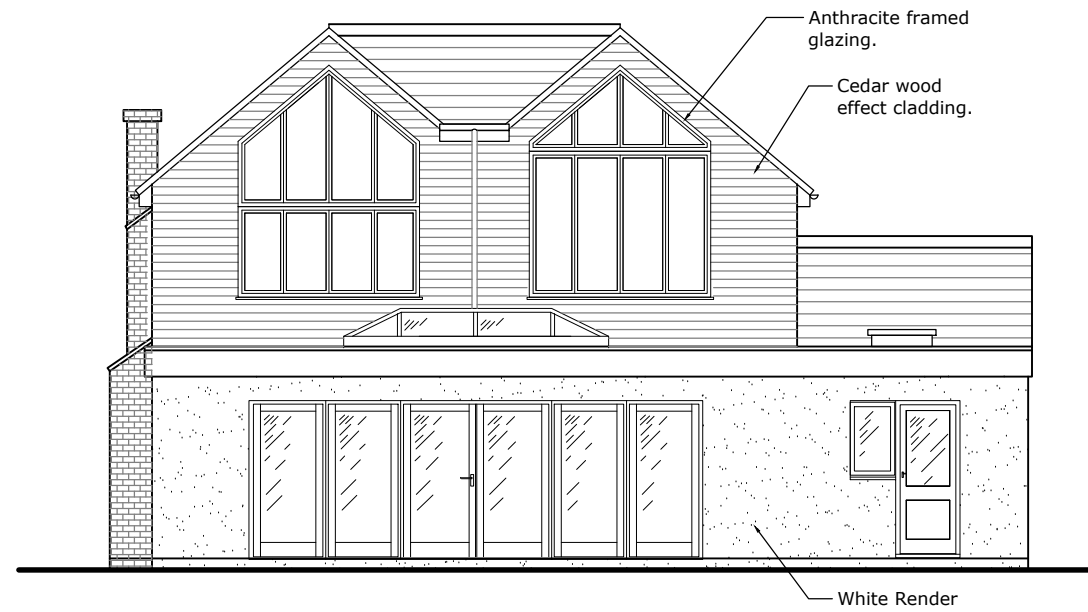 Anthracite framed
glazing.
Cedar wood
effect cladding.
White Render